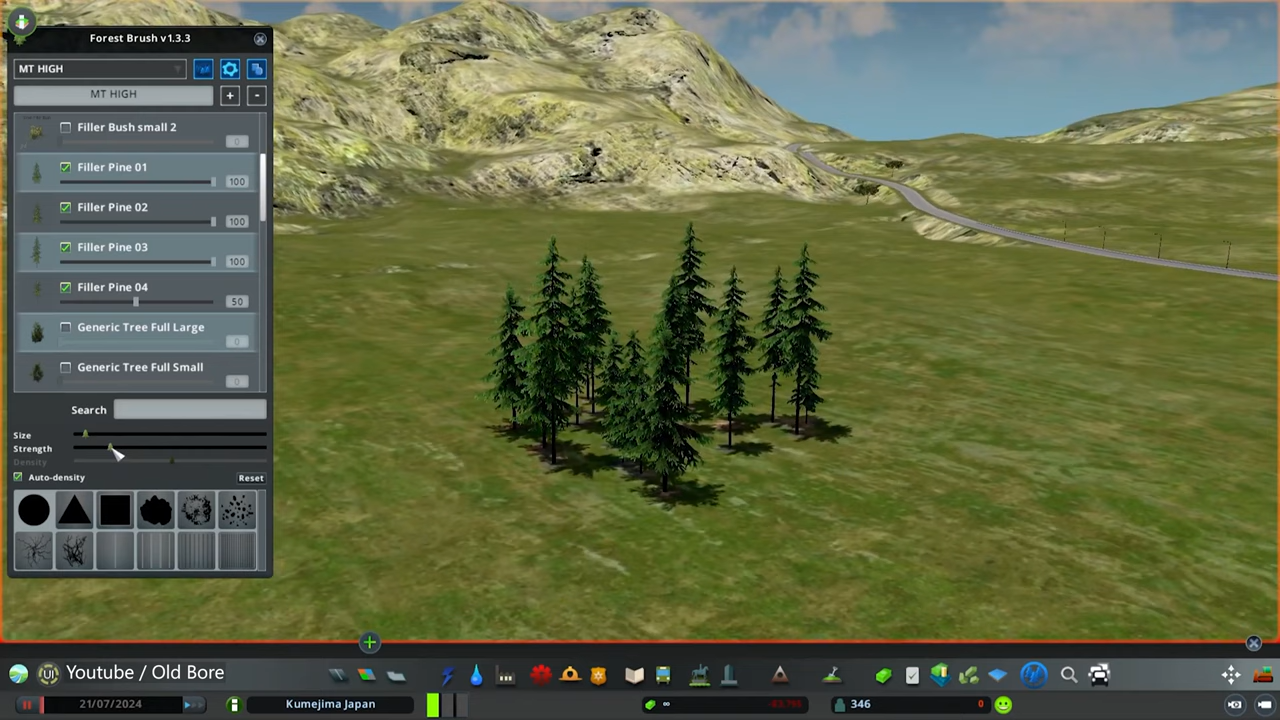 Forest Brush v1.3.3
MT HIGH
MT HIGH
+ -
Filler Bush small 2
0
Filler Pine 01
100
Filler Pine 02
100
Filler Pine 03
100
Filler Pine 04
50
Generic Tree Full Large
0
Generic Tree Full Small
0
Search
Size
Strength
Density
Auto-density
Reset
UI Youtube / Old Bore
21/07/2024
Kumejima Japan
∞
346
0